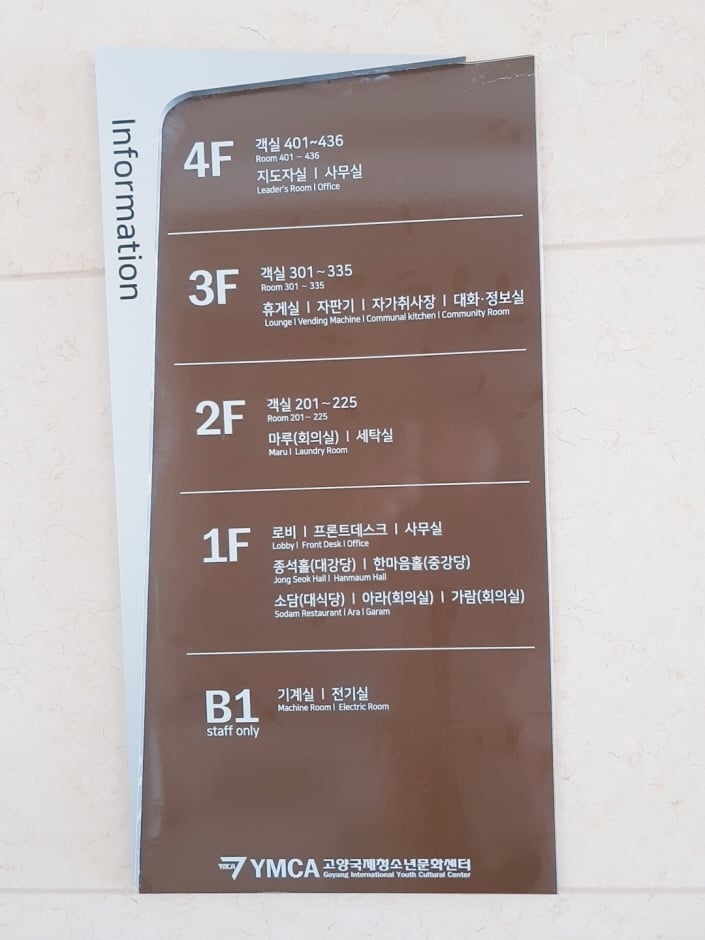 Information
4F
객실 401~436
Room 401 ~ 436
지도자실 | 사무실
Leader's Room | Office
3F
객실 301~335
Room 301 ~ 335
휴게실 | 자판기 | 자가취사장 | 대화·정보실
Lounge | Vending Machine | Communal kitchen | Community Room
2F
객실 201~225
Room 201~ 225
마루(회의실) | 세탁실
Maru | Laundry Room
1F
로비 | 프론트데스크 | 사무실
Lobby | Front Desk | Office
종석홀(대강당) | 한마음홀(중강당)
Jong Seok Hall | Hanmaum Hall
소담(대식당) | 아라(회의실) | 가람(회의실)
Sodam Restaurant | Ara | Garam
B1
staff only
기계실 | 전기실
Machine Room | Electric Room
YMCA YMCA 고양국제청소년문화센터
Goyang International Youth Cultural Center